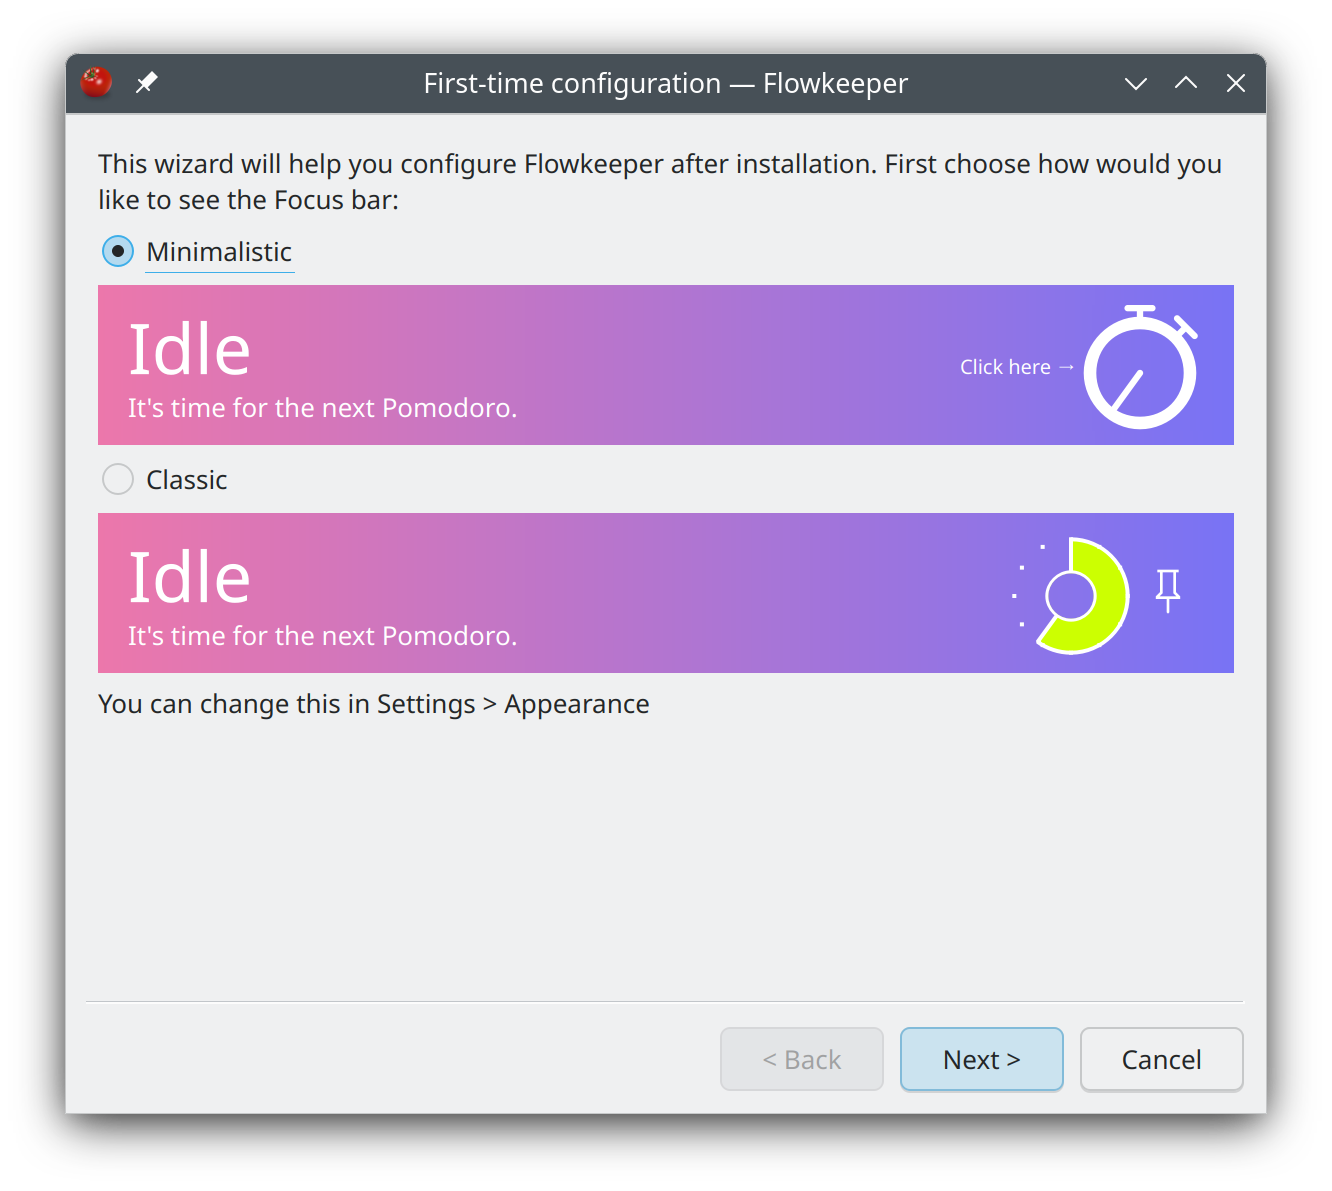 First-time configuration — Flowkeeper
This wizard will help you configure Flowkeeper after installation. First choose how would you
like to see the Focus bar:
Minimalistic
Idle
It's time for the next Pomodoro.
Click here →
Classic
Idle
It's time for the next Pomodoro.
You can change this in Settings > Appearance
< Back
Next >
Cancel